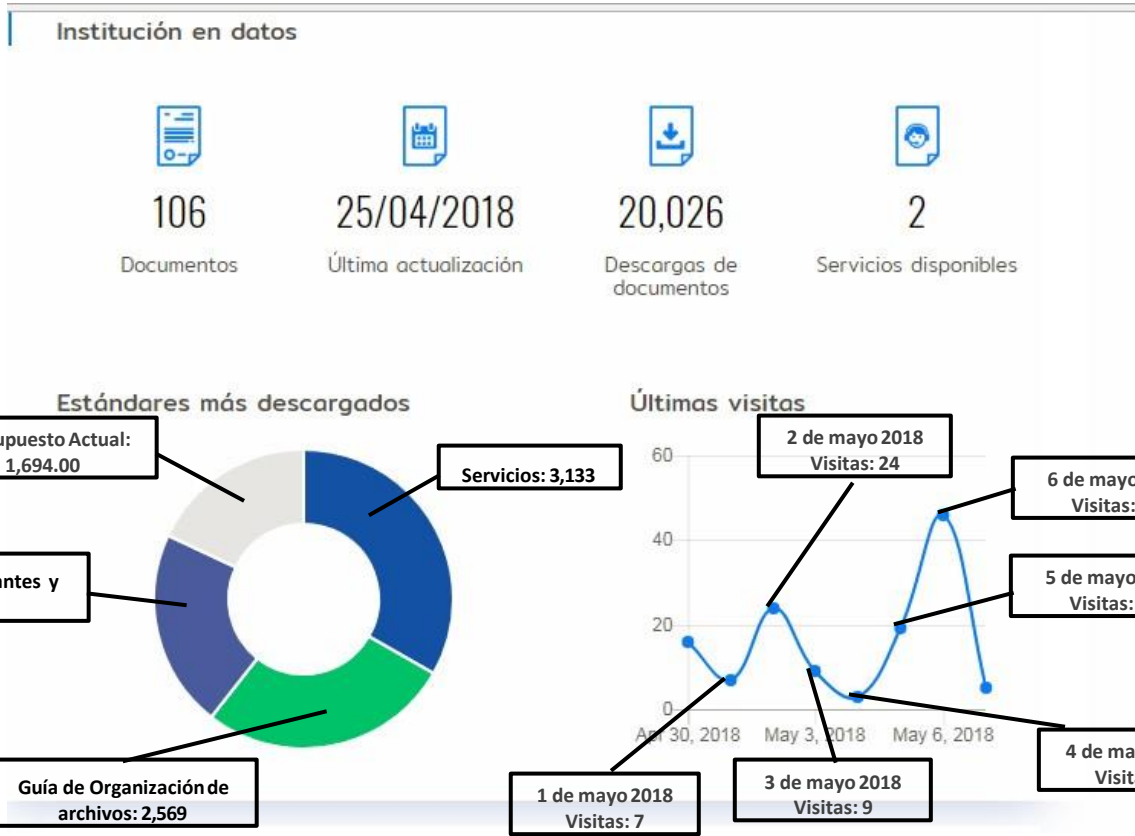 Institución en datos
106
Documentos
25/04/2018
Última actualización
20,026
Descargas de
documentos
2
Servicios disponibles
Estándares más descargados
upuesto Actual:
1,694.00
Servicios: 3,133
antes y
Guía de Organización de
archivos: 2,569
Últimas visitas
60
40
20
0
Apr 30, 2018 May 3, 2018 May 6, 2018
2 de mayo 2018
Visitas: 24
6 de mayo
Visitas:
5 de mayo
Visitas:
4 de ma
Visit
3 de mayo 2018
Visitas: 9
1 de mayo 2018
Visitas: 7